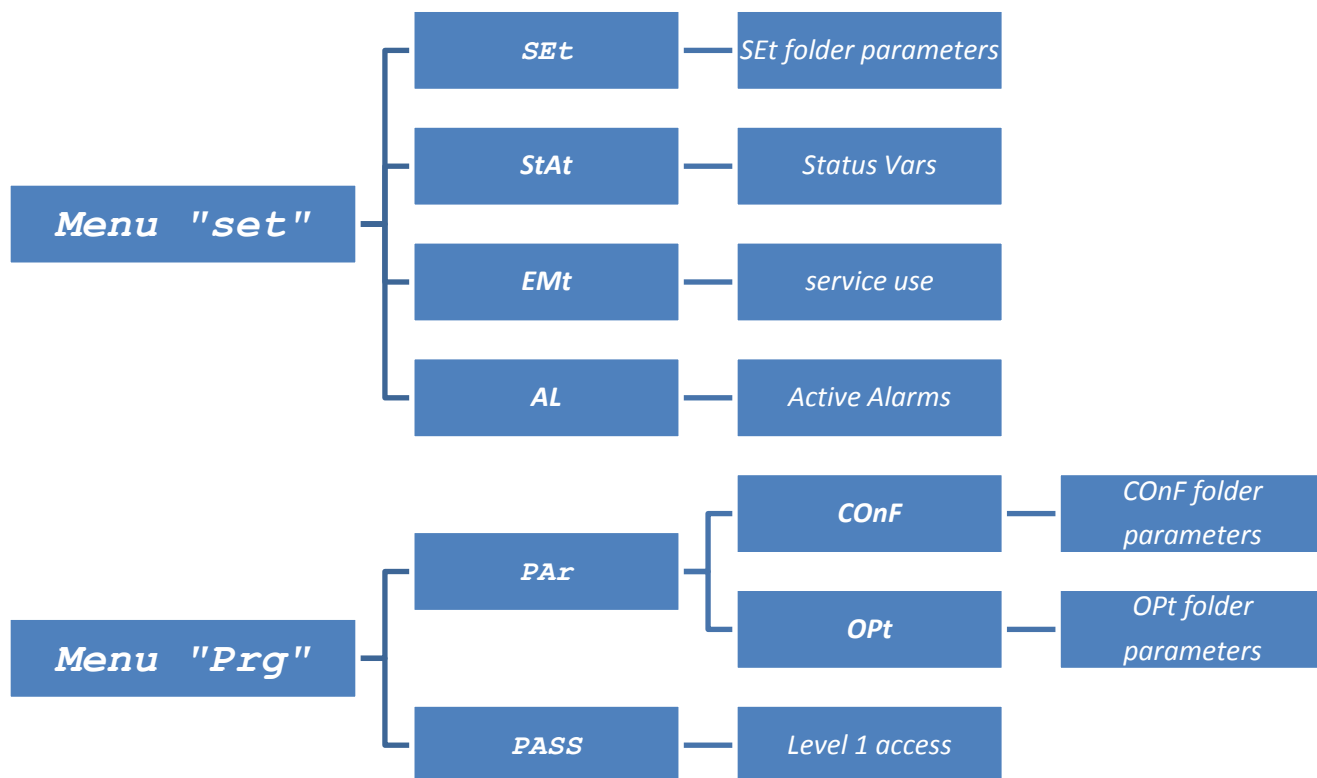 SEt
SEt folder parameters
StAt
Status Vars
Menu "set"
EMt
service use
AL
Active Alarms
COnF
COnF folder
parameters
PAr
OPt
OPt folder
parameters
Menu "Prg"
PASS
Level 1 access